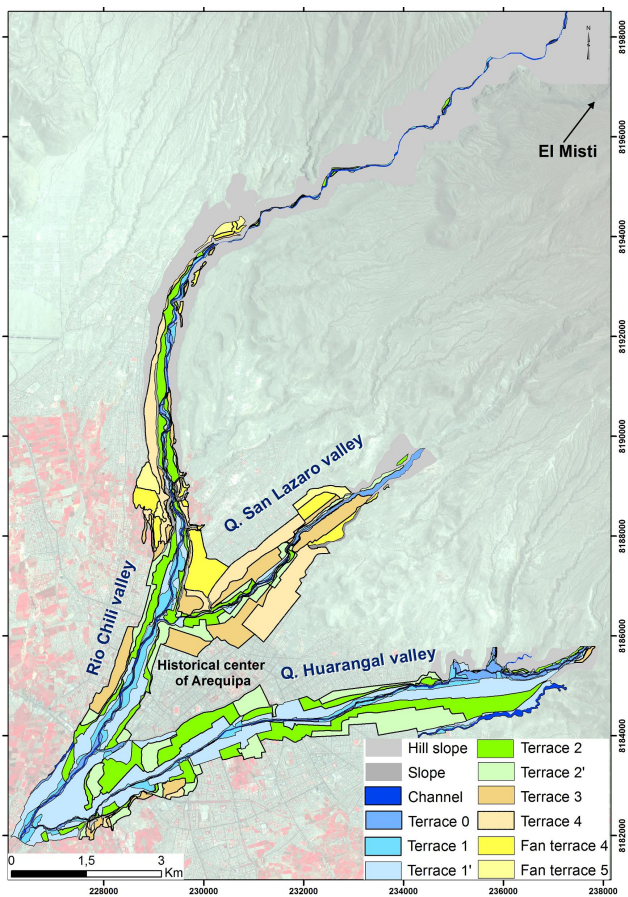 N
8198000
8196000
El Misti
8194000
8192000
8190000
Q. San Lazaro valley
8188000
Rio Chili valley
8186000
Historical center
of Arequipa
Q. Huarangal valley
8184000
Hill slope
Terrace 2
Slope
Terrace 2'
Channel
Terrace 3
Terrace 0
Terrace 4
Terrace 1
Fan terrace 4
Terrace 1'
Fan terrace 5
8182000
0 1,5 3
Km
228000 230000 232000 234000 236000 238000